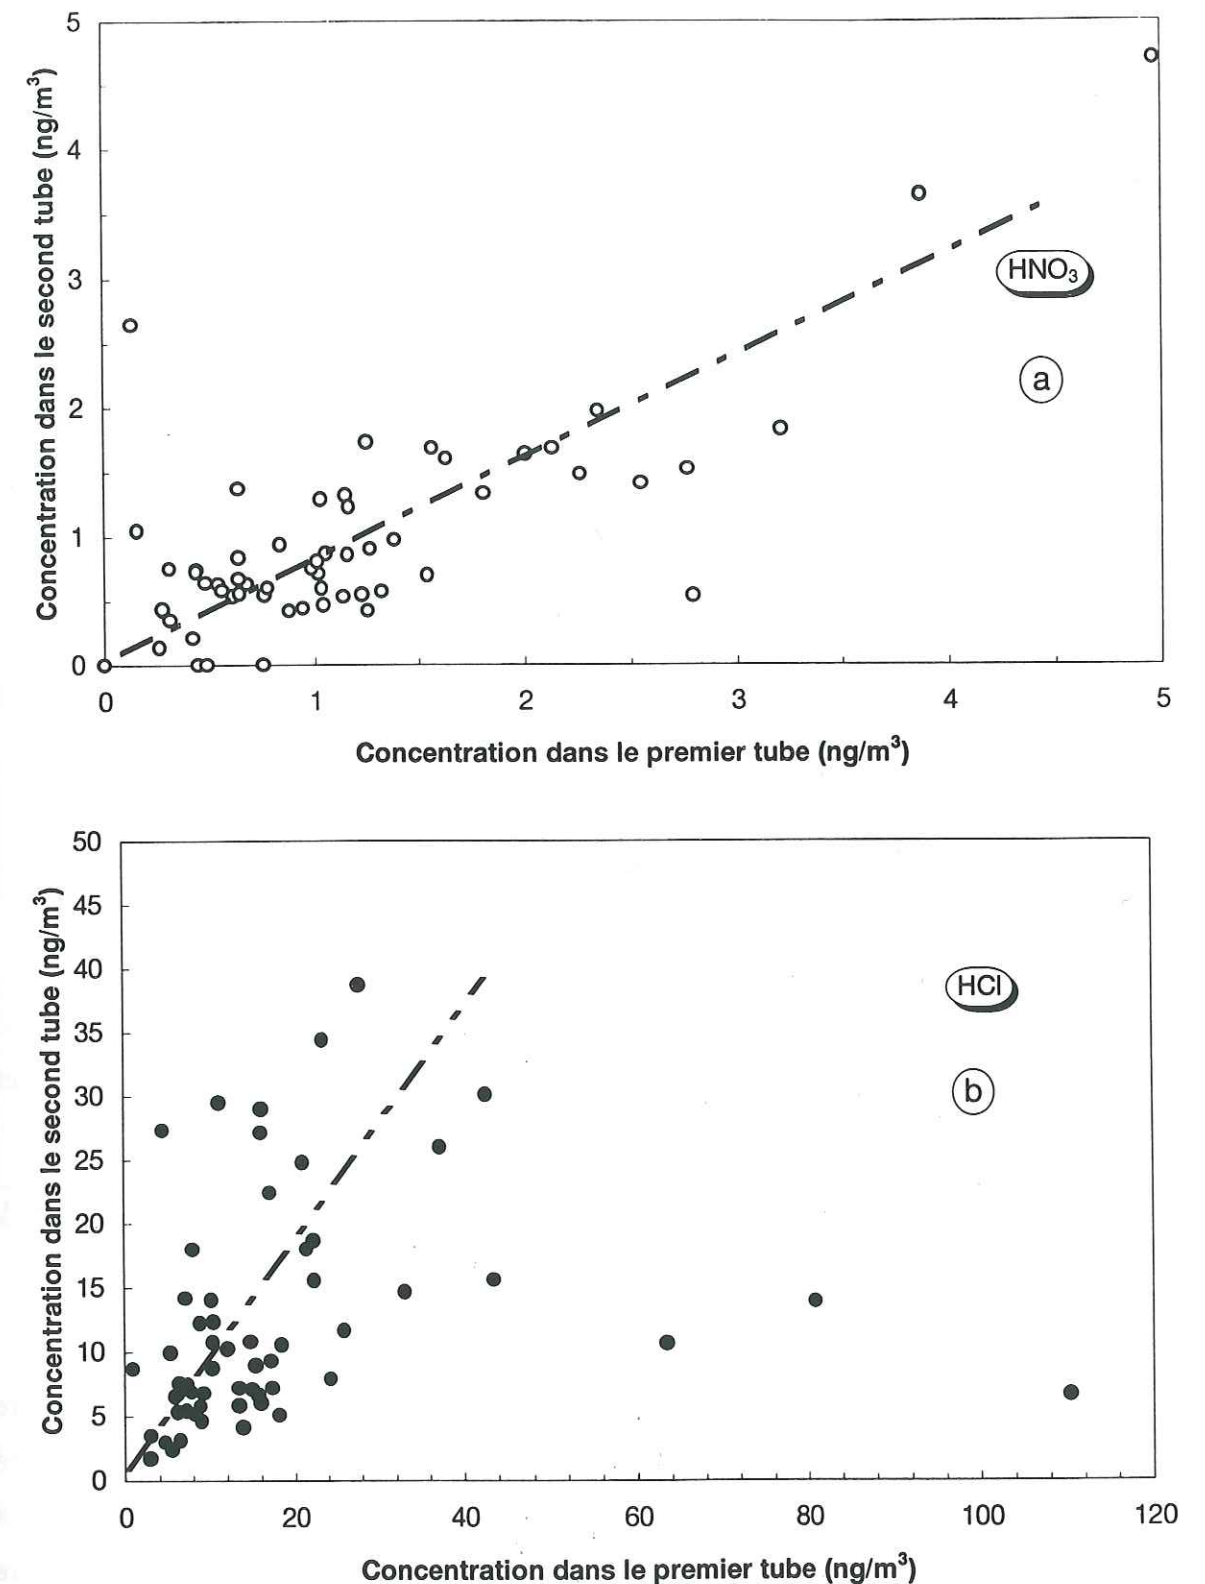 5
4
3
2
1
0
Concentration dans le second tube (ng/m³)
HNO₃
a
0 1 2 3 4 5
Concentration dans le premier tube (ng/m³)
50
45
40
35
30
25
20
15
10
5
0
Concentration dans le second tube (ng/m³)
HCl
b
0 20 40 60 80 100 120
Concentration dans le premier tube (ng/m³)